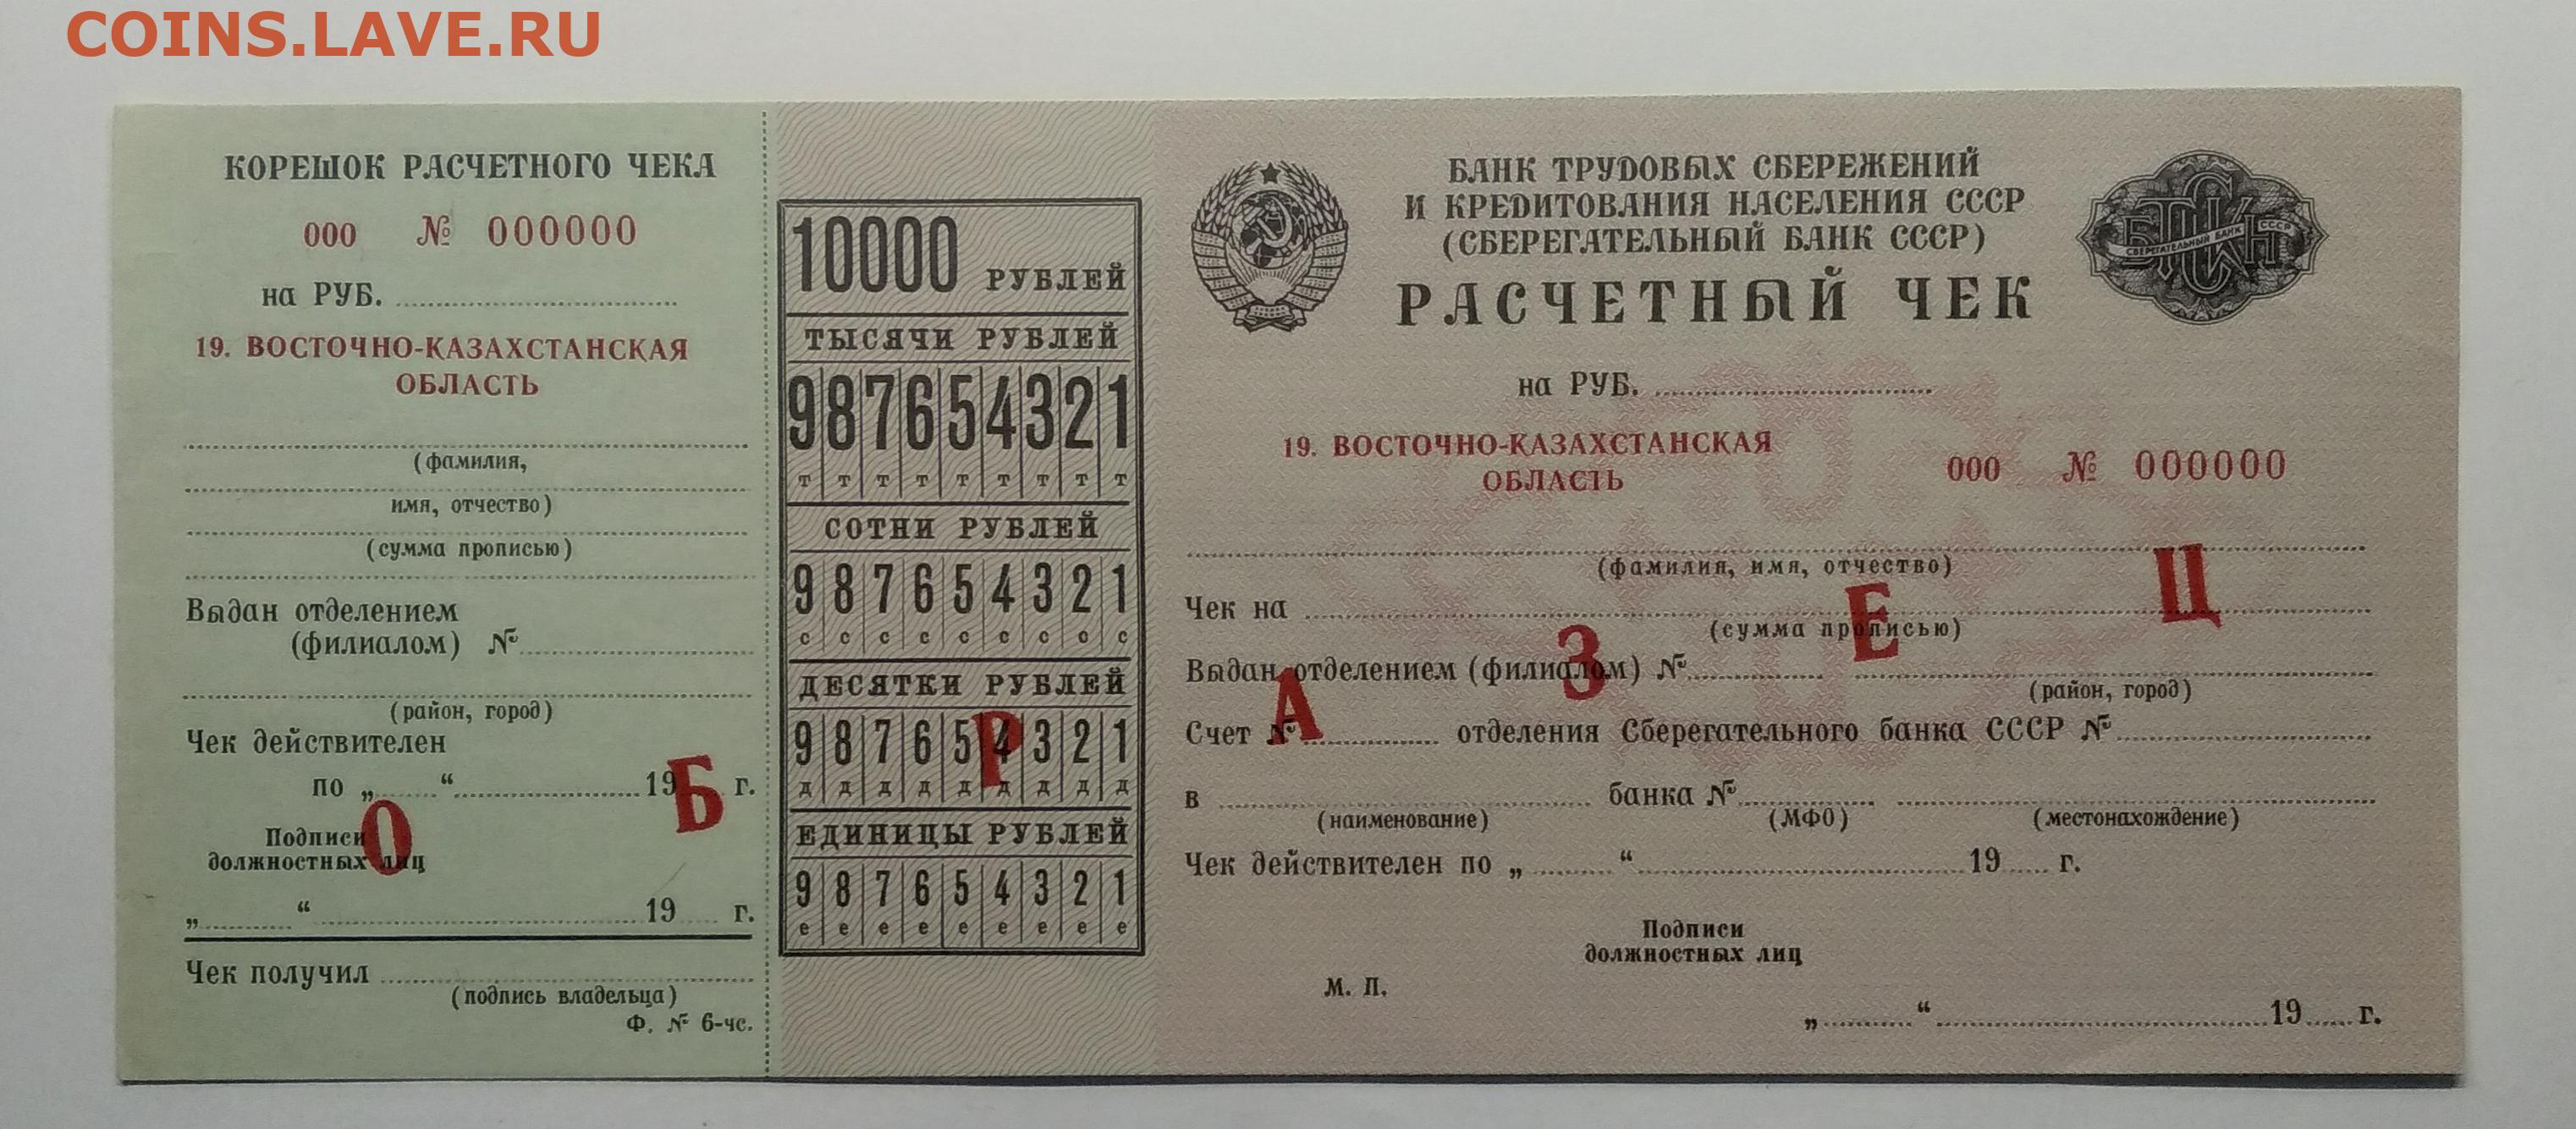 COINS.LAVE.RU
КОРЕШОК РАСЧЕТНОГО ЧЕКА
000 № 000000
на РУБ.
19. ВОСТОЧНО-КАЗАХСТАНСКАЯ
ОБЛАСТЬ
(фамилия,
имя, отчество)
(сумма прописью)
Выдан отделением
(филиалом) №
(район, город)
Чек действителен
по „ “ 19 г.
Подписи
должностных лиц
„ “ 19 г.
Чек получил
(подпись владельца)
Ф. № 6-чс.
10000 РУБЛЕЙ
ТЫСЯЧИ РУБЛЕЙ
9 8 7 6 5 4 3 2 1
т т т т т т т т т
СОТНИ РУБЛЕЙ
9 8 7 6 5 4 3 2 1
с с с с с с с с с
ДЕСЯТКИ РУБЛЕЙ
9 8 7 6 5 4 3 2 1
д д д д д д д д д
ЕДИНИЦЫ РУБЛЕЙ
9 8 7 6 5 4 3 2 1
е е е е е е е е е
БАНК ТРУДОВЫХ СБЕРЕЖЕНИЙ
И КРЕДИТОВАНИЯ НАСЕЛЕНИЯ СССР
(СБЕРЕГАТЕЛЬНЫЙ БАНК СССР)
РАСЧЕТНЫЙ ЧЕК
БТСКН
СБЕРЕГАТЕЛЬНЫЙ БАНК СССР
на РУБ.
19. ВОСТОЧНО-КАЗАХСТАНСКАЯ
ОБЛАСТЬ
000 № 000000
(фамилия, имя, отчество)
Чек на
(сумма прописью)
Выдан отделением (филиалом) №
(район, город)
Счет № отделения Сберегательного банка СССР №
в банка №
(наименование) (МФО) (местонахождение)
Чек действителен по „ “ 19 г.
Подписи
должностных лиц
М. П.
„ “ 19 г.
ОБРАЗЕЦ